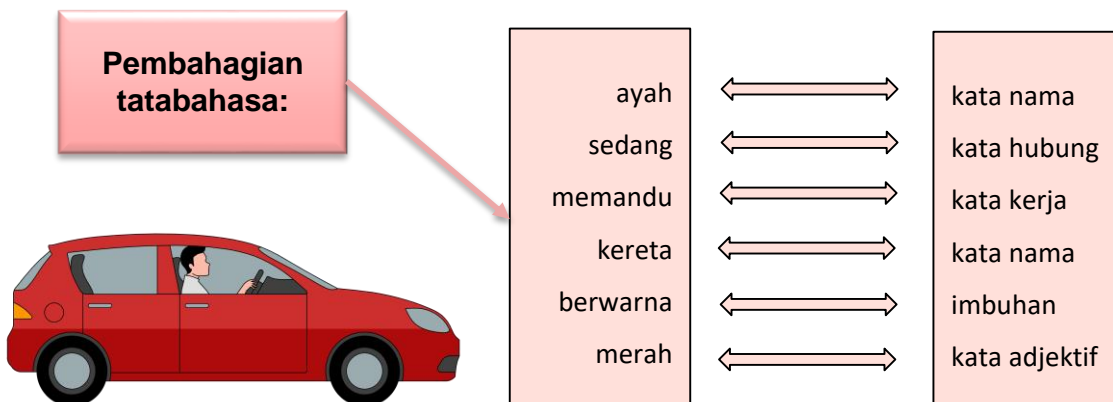 Pembahagian
tatabahasa:
ayah
kata nama
sedang
kata hubung
memandu
kata kerja
kereta
kata nama
berwarna
imbuhan
merah
kata adjektif